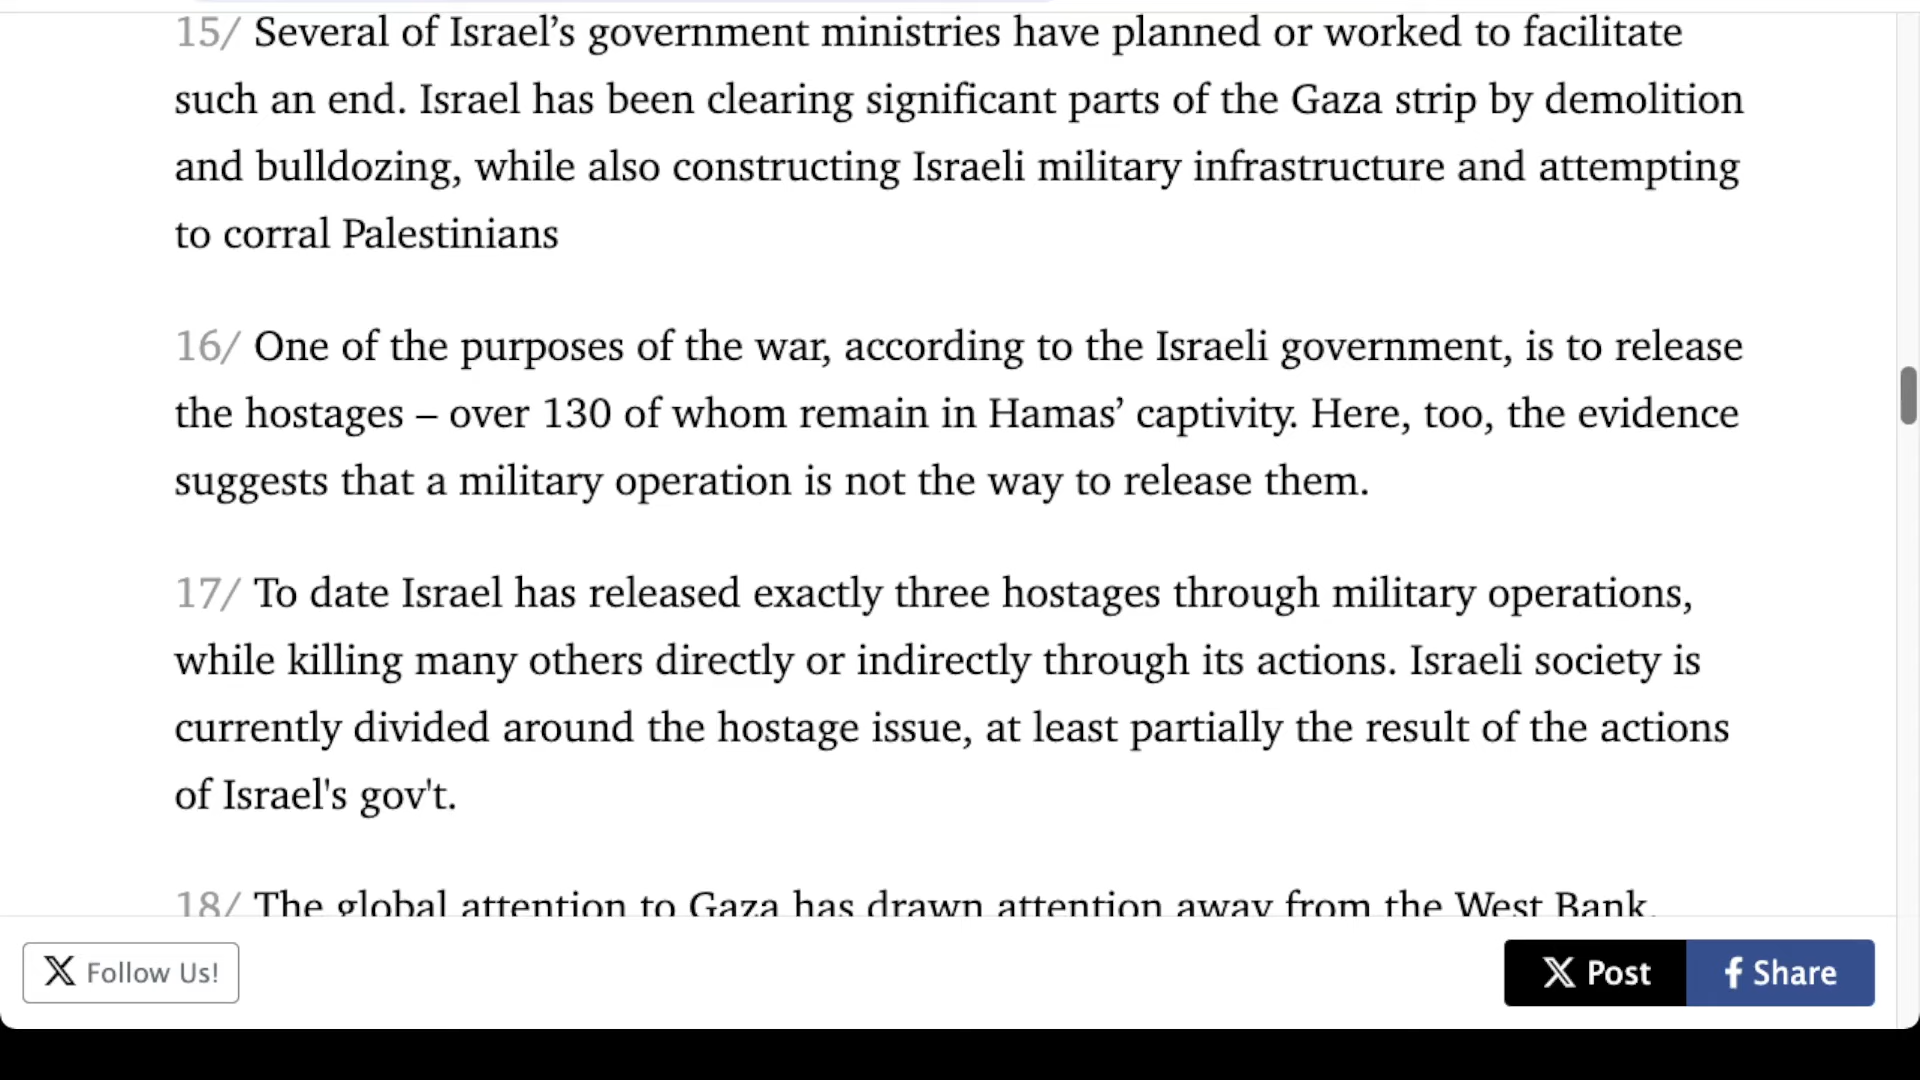 15/ Several of Israel’s government ministries have planned or worked to facilitate
such an end. Israel has been clearing significant parts of the Gaza strip by demolition
and bulldozing, while also constructing Israeli military infrastructure and attempting
to corral Palestinians
16/ One of the purposes of the war, according to the Israeli government, is to release
the hostages – over 130 of whom remain in Hamas’ captivity. Here, too, the evidence
suggests that a military operation is not the way to release them.
17/ To date Israel has released exactly three hostages through military operations,
while killing many others directly or indirectly through its actions. Israeli society is
currently divided around the hostage issue, at least partially the result of the actions
of Israel's gov't.
18/ The global attention to Gaza has drawn attention away from the West Bank.
X Follow Us!
X Post
f Share